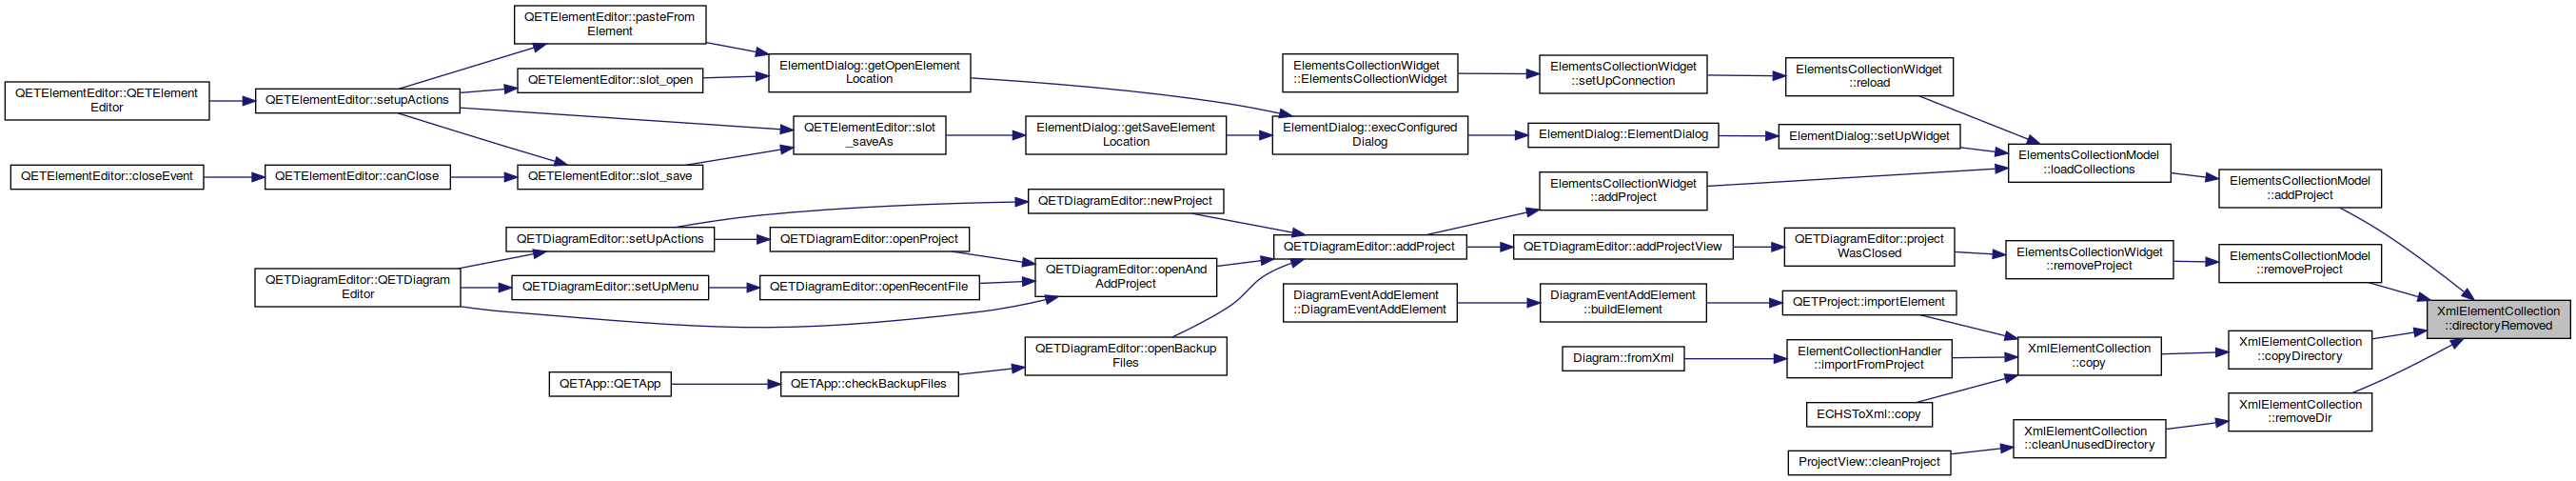 QETElementEditor::pasteFrom
Element
QETElementEditor::slot_open
QETElementEditor::QETElement
Editor
QETElementEditor::setupActions
ElementDialog::getOpenElement
Location
QETElementEditor::slot
_saveAs
QETElementEditor::closeEvent
QETElementEditor::canClose
QETElementEditor::slot_save
ElementDialog::getSaveElement
Location
ElementsCollectionWidget
::ElementsCollectionWidget
ElementsCollectionWidget
::setUpConnection
ElementsCollectionWidget
::reload
ElementDialog::execConfigured
Dialog
ElementDialog::ElementDialog
ElementDialog::setUpWidget
ElementsCollectionModel
::loadCollections
ElementsCollectionModel
::addProject
ElementsCollectionWidget
::addProject
QETDiagramEditor::newProject
QETDiagramEditor::setUpActions
QETDiagramEditor::openProject
QETDiagramEditor::QETDiagram
Editor
QETDiagramEditor::setUpMenu
QETDiagramEditor::openRecentFile
QETDiagramEditor::openAnd
AddProject
QETDiagramEditor::addProject
QETDiagramEditor::addProjectView
QETDiagramEditor::project
WasClosed
ElementsCollectionWidget
::removeProject
ElementsCollectionModel
::removeProject
DiagramEventAddElement
::DiagramEventAddElement
DiagramEventAddElement
::buildElement
QETProject::importElement
XmlElementCollection
::directoryRemoved
QETDiagramEditor::openBackup
Files
QETApp::QETApp
QETApp::checkBackupFiles
Diagram::fromXml
ElementCollectionHandler
::importFromProject
XmlElementCollection
::copy
XmlElementCollection
::copyDirectory
ECHSToXml::copy
XmlElementCollection
::removeDir
XmlElementCollection
::cleanUnusedDirectory
ProjectView::cleanProject